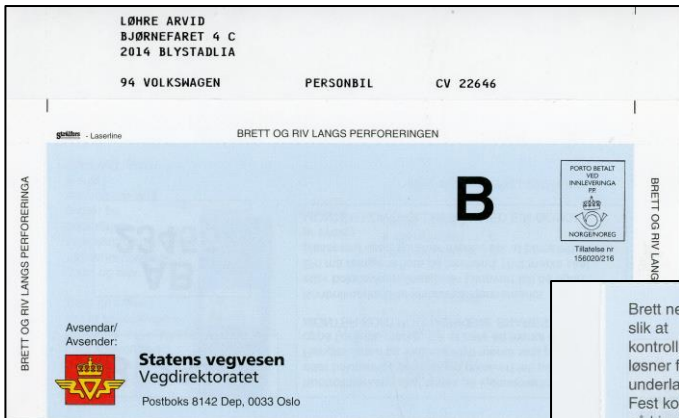 LØHRE ARVID
BJØRNEFARET 4 C
2014 BLYSTADLIA
94 VOLKSWAGEN PERSONBIL CV 22646
strålfors - Laserline
BRETT OG RIV LANGS PERFORERINGEN
BRETT OG RIV LANGS PERFORERINGA
B
PORTO BETALT
VED
INNLEVERINGA
P.P.
NORGE/NOREG
Tillatelse nr
156020/216
BRETT OG RIV LANG
Avsendar/
Avsender:
Statens vegvesen
Vegdirektoratet
Postboks 8142 Dep, 0033 Oslo
Brett ne
slik at
kontroll
løsner f
underla
Fest ko